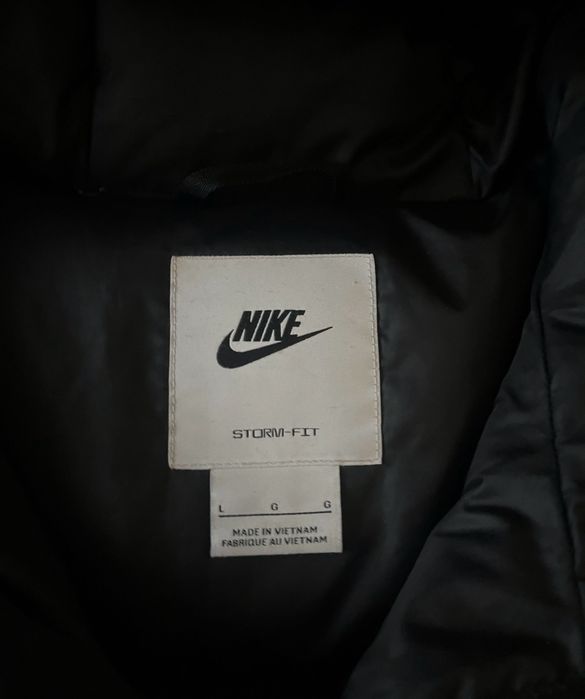 NIKE
STORM-FIT
L G G
MADE IN VIETNAM
FABRIQUE AU VIETNAM